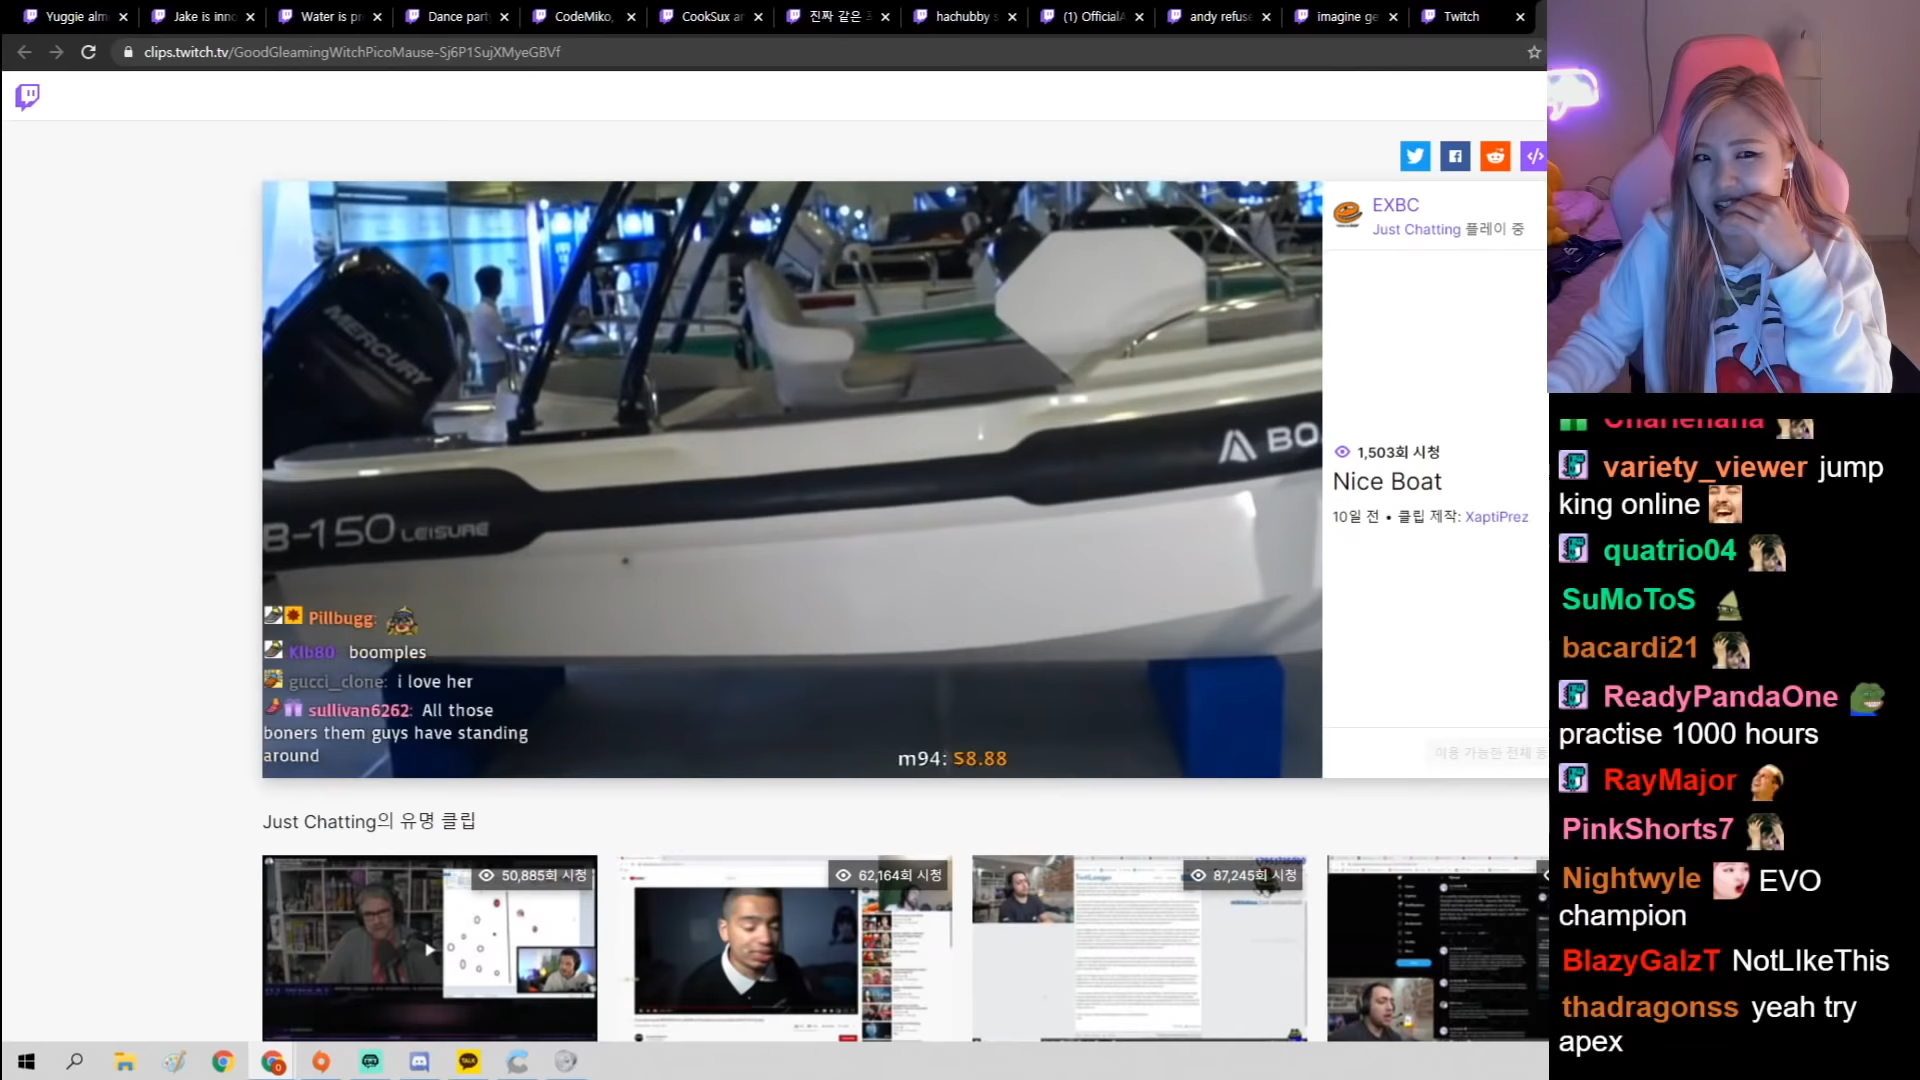 Yuggie alm
Jake is inno
Water is pr
Dance part
CodeMiko,
CookSux a
진짜 같은
hachubby s
(1) OfficialA
andy refuse
imagine ge
Twitch
clips.twitch.tv/GoodGleamingWitchPicoMause-Sj6P1SujXMyeGBVf
EXBC
Just Chatting 플레이 중
MERCURY
BO
B-150 LEISURE
1,503회 시청
Nice Boat
10일 전 • 클립 제작: XaptiPrez
Pillbugg:
Klb80 boomples
gucci_clone: i love her
sullivan6262: All those
boners them guys have standing
around
m94: $8.88
Just Chatting의 유명 클립
50,885회 시청
62,164회 시청
87,245회 시청
TALK
variety_viewer jump
king online
quatrio04
SuMoToS
bacardi21
ReadyPandaOne
practise 1000 hours
RayMajor
PinkShorts7
Nightwyle EVO
champion
BlazyGalzT NotLIkeThis
thadragonss yeah try
apex